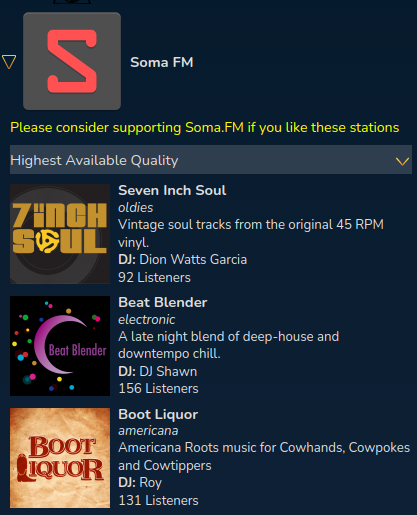 Soma FM
Please consider supporting Soma.FM if you like these stations
Highest Available Quality
7INCH
SOUL
Seven Inch Soul
oldies
Vintage soul tracks from the original 45 RPM
vinyl.
DJ: Dion Watts Garcia
92 Listeners
Beat Blender
Beat Blender
electronic
A late night blend of deep-house and
downtempo chill.
DJ: DJ Shawn
156 Listeners
BOOT
LIQUOR
Boot Liquor
americana
Americana Roots music for Cowhands, Cowpokes
and Cowtippers
DJ: Roy
131 Listeners